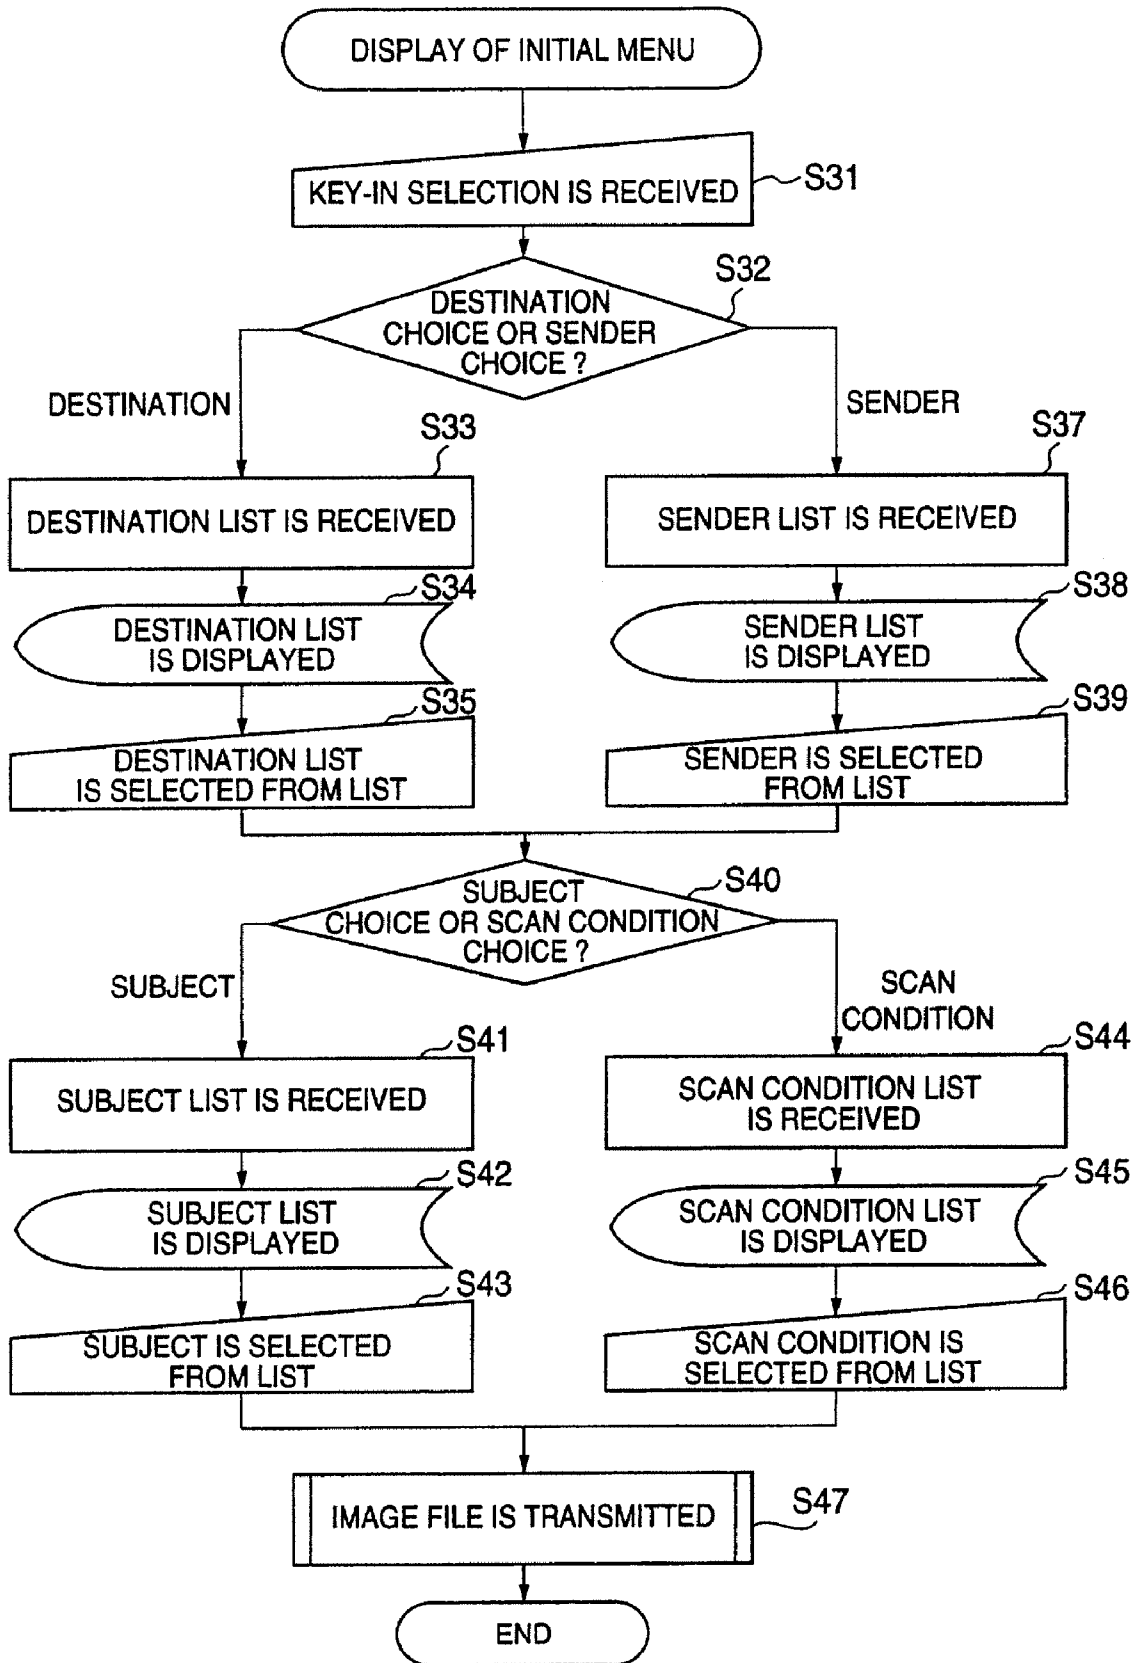 DISPLAY OF INITIAL MENU
KEY-IN SELECTION IS RECEIVED
S31
S32
DESTINATION
CHOICE OR SENDER
CHOICE ?
DESTINATION
SENDER
S33
DESTINATION LIST IS RECEIVED
S37
SENDER LIST IS RECEIVED
S34
DESTINATION LIST
IS DISPLAYED
S38
SENDER LIST
IS DISPLAYED
S35
DESTINATION LIST
IS SELECTED FROM LIST
S39
SENDER IS SELECTED
FROM LIST
S40
SUBJECT
CHOICE OR SCAN CONDITION
CHOICE ?
SUBJECT
SCAN
CONDITION
S41
SUBJECT LIST IS RECEIVED
S44
SCAN CONDITION LIST
IS RECEIVED
S42
SUBJECT LIST
IS DISPLAYED
S45
SCAN CONDITION LIST
IS DISPLAYED
S43
SUBJECT IS SELECTED
FROM LIST
S46
SCAN CONDITION IS
SELECTED FROM LIST
IMAGE FILE IS TRANSMITTED
S47
END